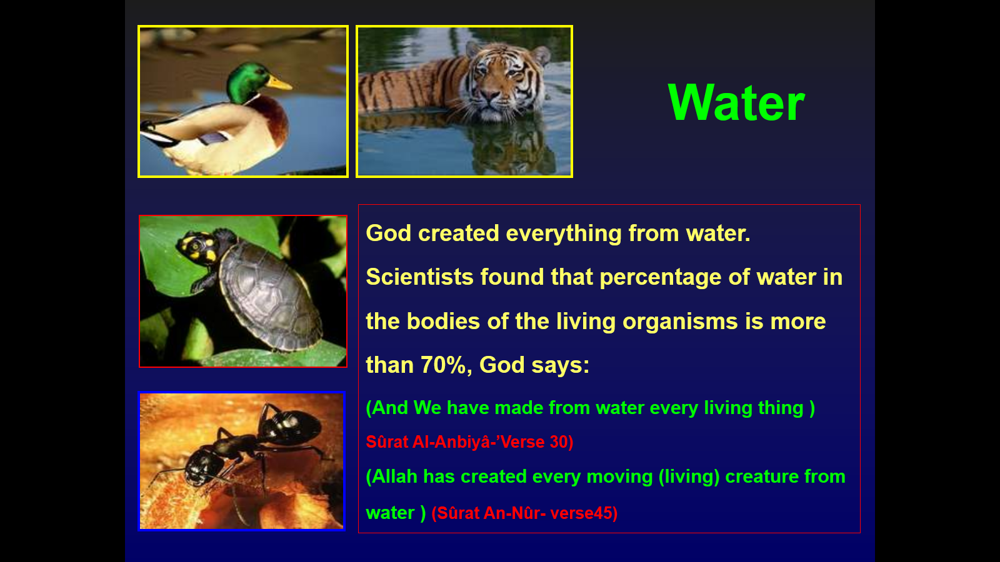 Water
God created everything from water.
Scientists found that percentage of water in
the bodies of the living organisms is more
than 70%, God says:
(And We have made from water every living thing )
Sûrat Al-Anbiyâ-’Verse 30)
(Allah has created every moving (living) creature from
water ) (Sûrat An-Nûr- verse45)